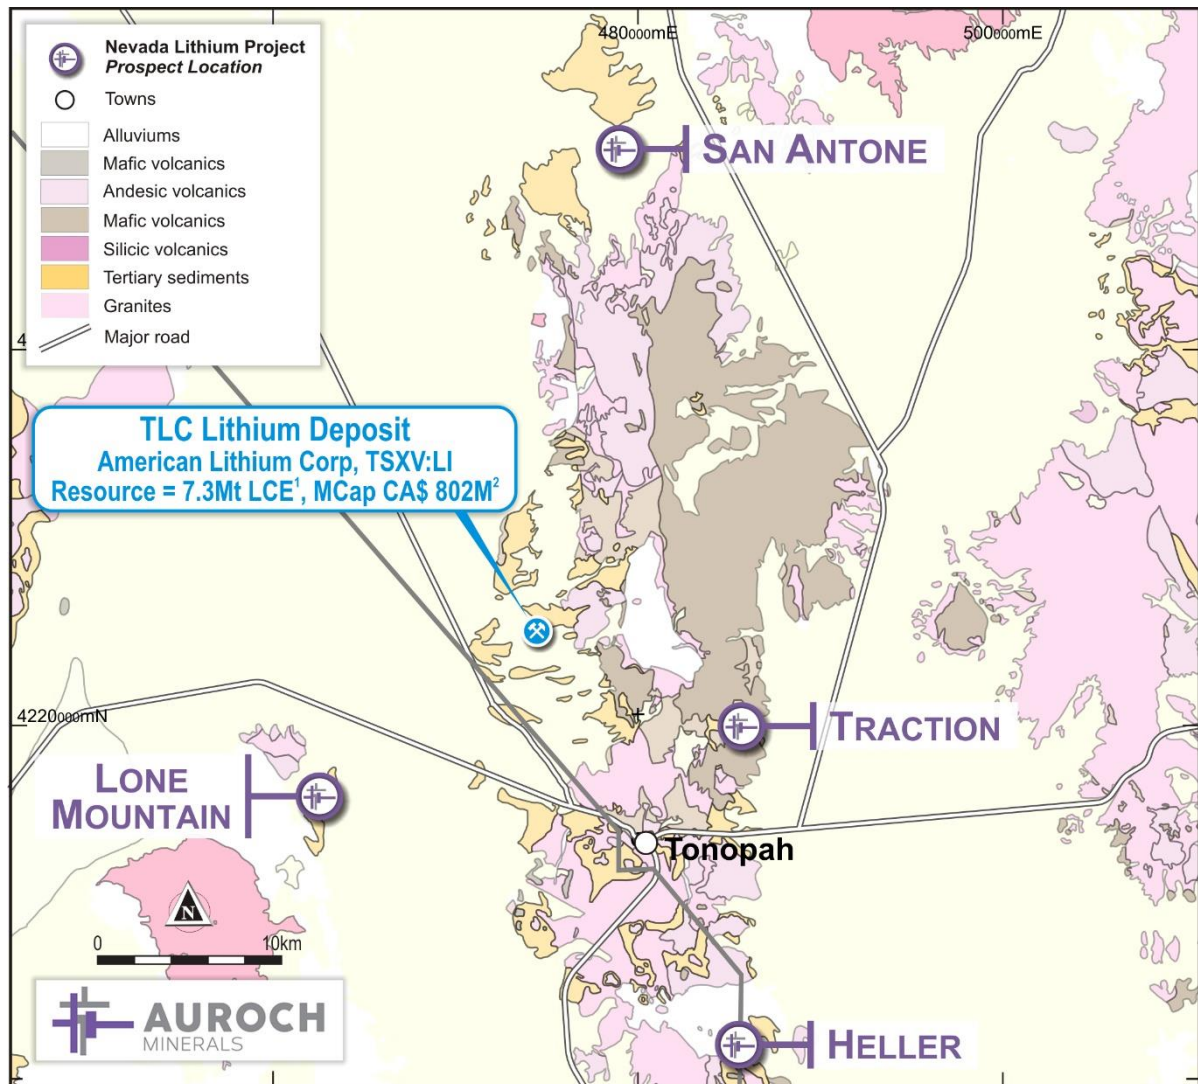 Nevada Lithium Project
Prospect Location
Towns
Alluviums
Mafic volcanics
Andesic volcanics
Mafic volcanics
Silicic volcanics
Tertiary sediments
Granites
Major road
480000mE
500000mE
SAN ANTONE
4
TLC Lithium Deposit
American Lithium Corp, TSXV:LI
Resource = 7.3Mt LCE¹, MCap CA$ 802M²
4220000mN
TRACTION
LONE
MOUNTAIN
Tonopah
N
0 10km
AUROCH
MINERALS
HELLER